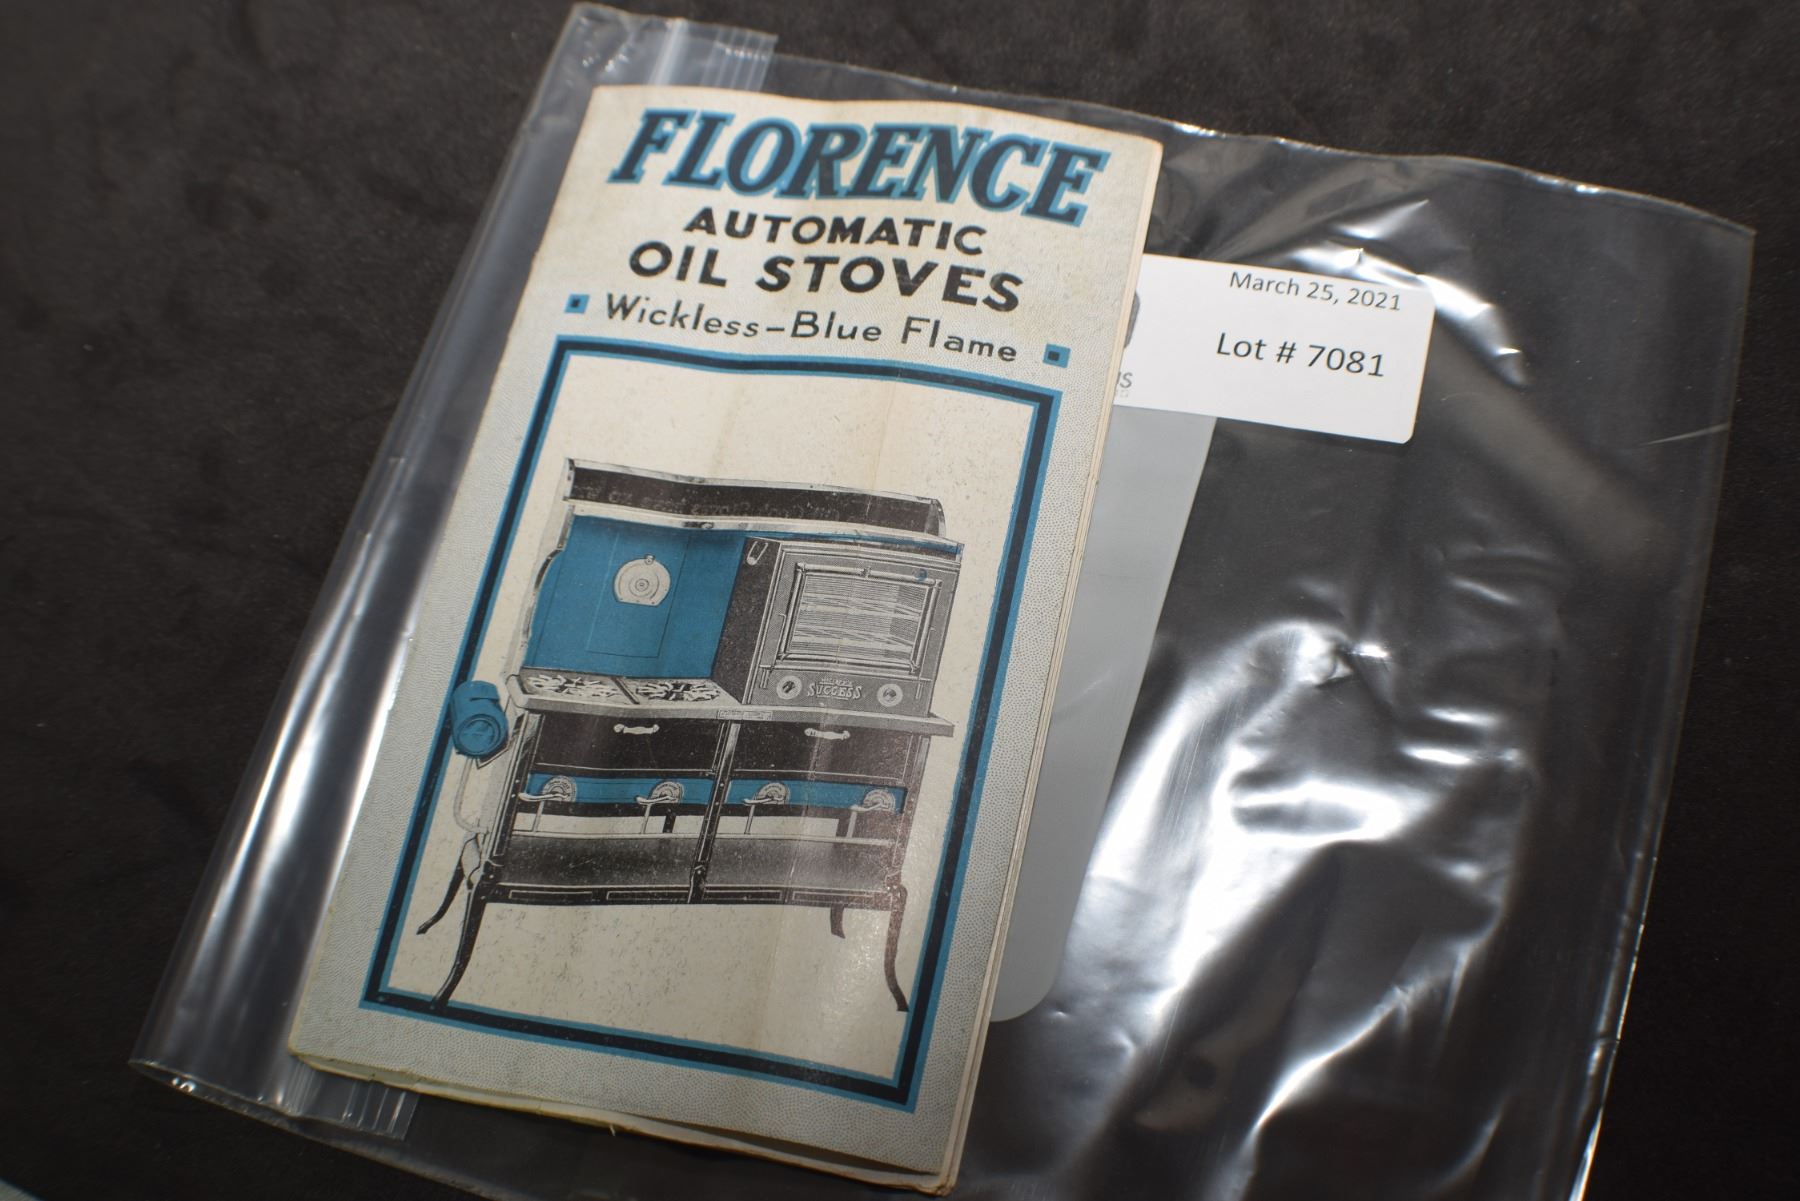 FLORENCE
AUTOMATIC
OIL STOVES
Wickless-Blue Flame
SUCCESS
March 25, 2021
Lot # 7081